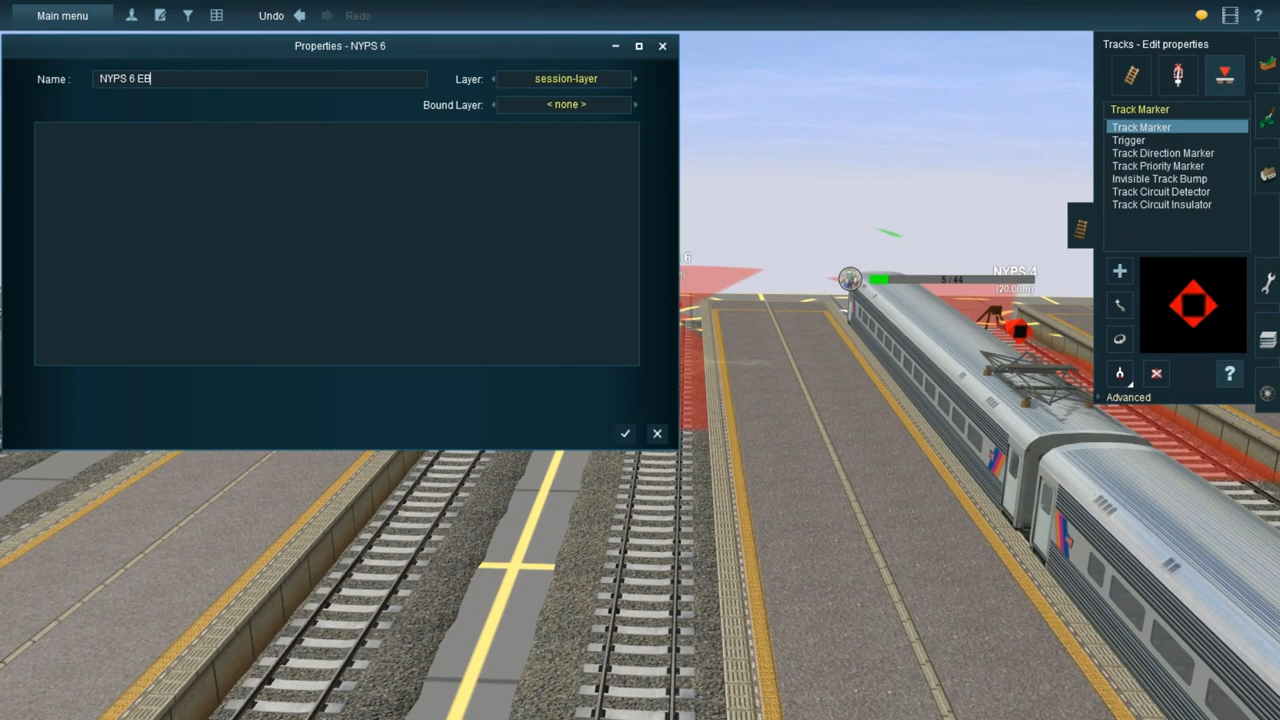 Main menu
Undo
Redo
?
Properties - NYPS 6
Name :
NYPS 6 EB
Layer:
session-layer
Bound Layer:
< none >
Tracks - Edit properties
Track Marker
Track Marker
Trigger
Track Direction Marker
Track Priority Marker
Invisible Track Bump
Track Circuit Detector
Track Circuit Insulator
?
Advanced
6
NYPS 4
5 / 44
(20.00m)